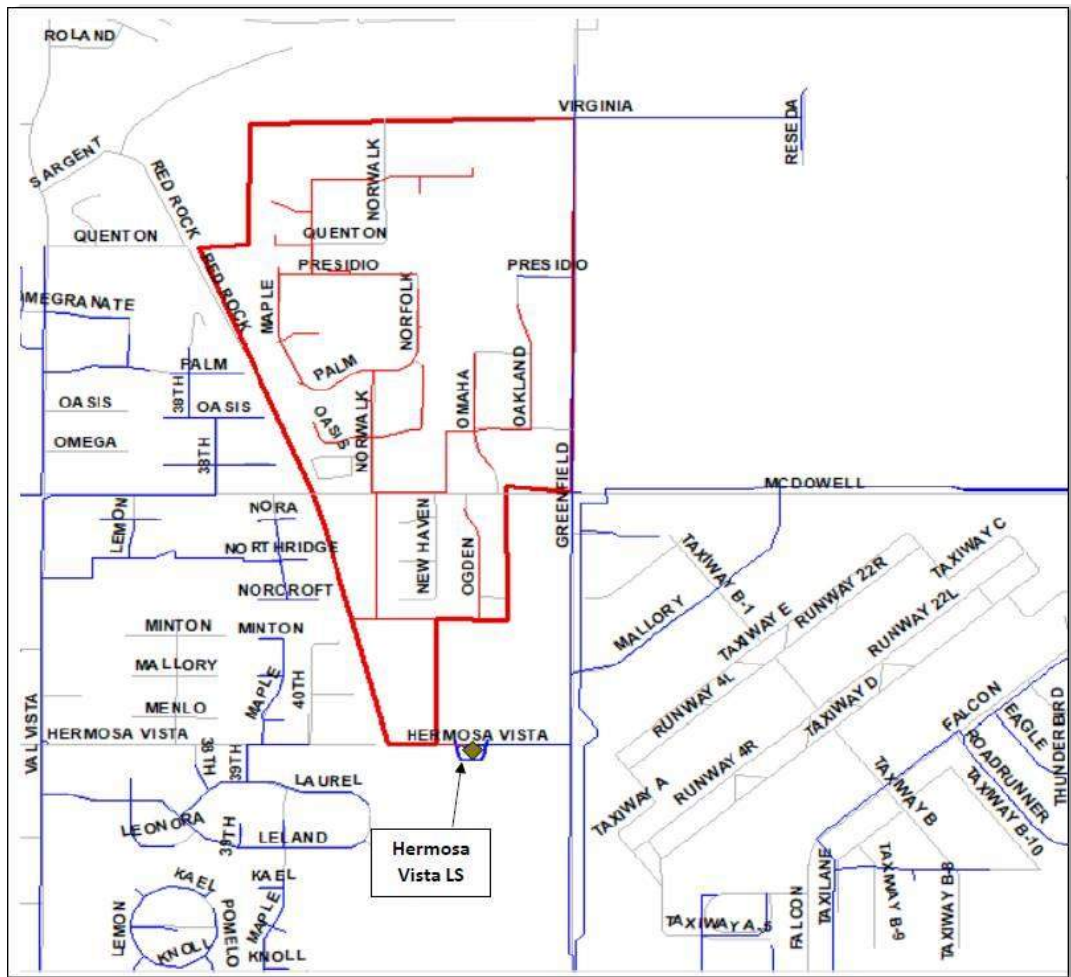 ROLAND
VIRGINIA
RESEDA
SARGENT
RED ROCK
NORWALK
QUENTON
QUENTON
RED ROCK
PRESIDIO
PRESIDIO
MEGRANATE
MAPLE
NORFOLK
PALM
PALM
38TH
OASIS
OASIS
OASIS
NORWALK
OMAHA
OAKLAND
OMEGA
38TH
GREENFIELD
MCDOWELL
LEMON
NORA
NORTHRIDGE
NORCROFT
NEW HAVEN
OGDEN
TAXIWAY B-1
TAXIWAY C
RUNWAY 22R
TAXIWAY E
RUNWAY 22L
MALLORY
MINTON
MINTON
MALLORY
MAPLE
40TH
MENLO
RUNWAY 4L
TAXIWAY D
FALCON
EAGLE
THUNDERBIRD
VAL VISTA
HERMOSA VISTA
HERMOSA VISTA
38TH
39TH
RUNWAY 4R
ROADRUNNER
LAUREL
TAXIWAY A
TAXIWAY B
TAXIWAY B-10
LEONORA
39TH
LELAND
Hermosa
Vista LS
KAEL
KAEL
LEMON
POMELO
MAPLE
KNOLL
KNOLL
TAXIWAY A-5
FALCON
TAXILANE
TAXIWAY B-9
TAXIWAY B-8